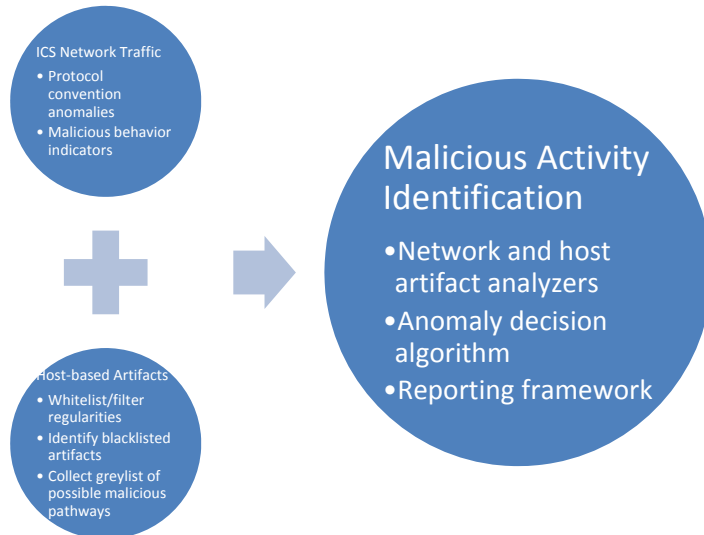 ICS Network Traffic
• Protocol
convention
anomalies
• Malicious behavior
indicators
Host-based Artifacts
• Whitelist/filter
regularities
• Identify blacklisted
artifacts
• Collect greylist of
possible malicious
pathways
Malicious Activity
Identification
•Network and host
artifact analyzers
•Anomaly decision
algorithm
•Reporting framework